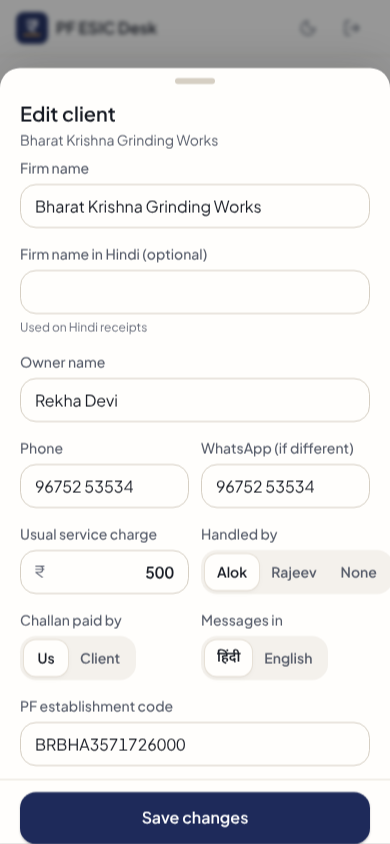 PF ESIC Desk
Edit client
Bharat Krishna Grinding Works
Firm name
Bharat Krishna Grinding Works
Firm name in Hindi (optional)
Used on Hindi receipts
Owner name
Rekha Devi
Phone
WhatsApp (if different)
96752 53534
96752 53534
Usual service charge
Handled by
₹ 500
Alok Rajeev None
Challan paid by
Messages in
Us Client
हिंदी English
PF establishment code
BRBHA3571726000
Save changes